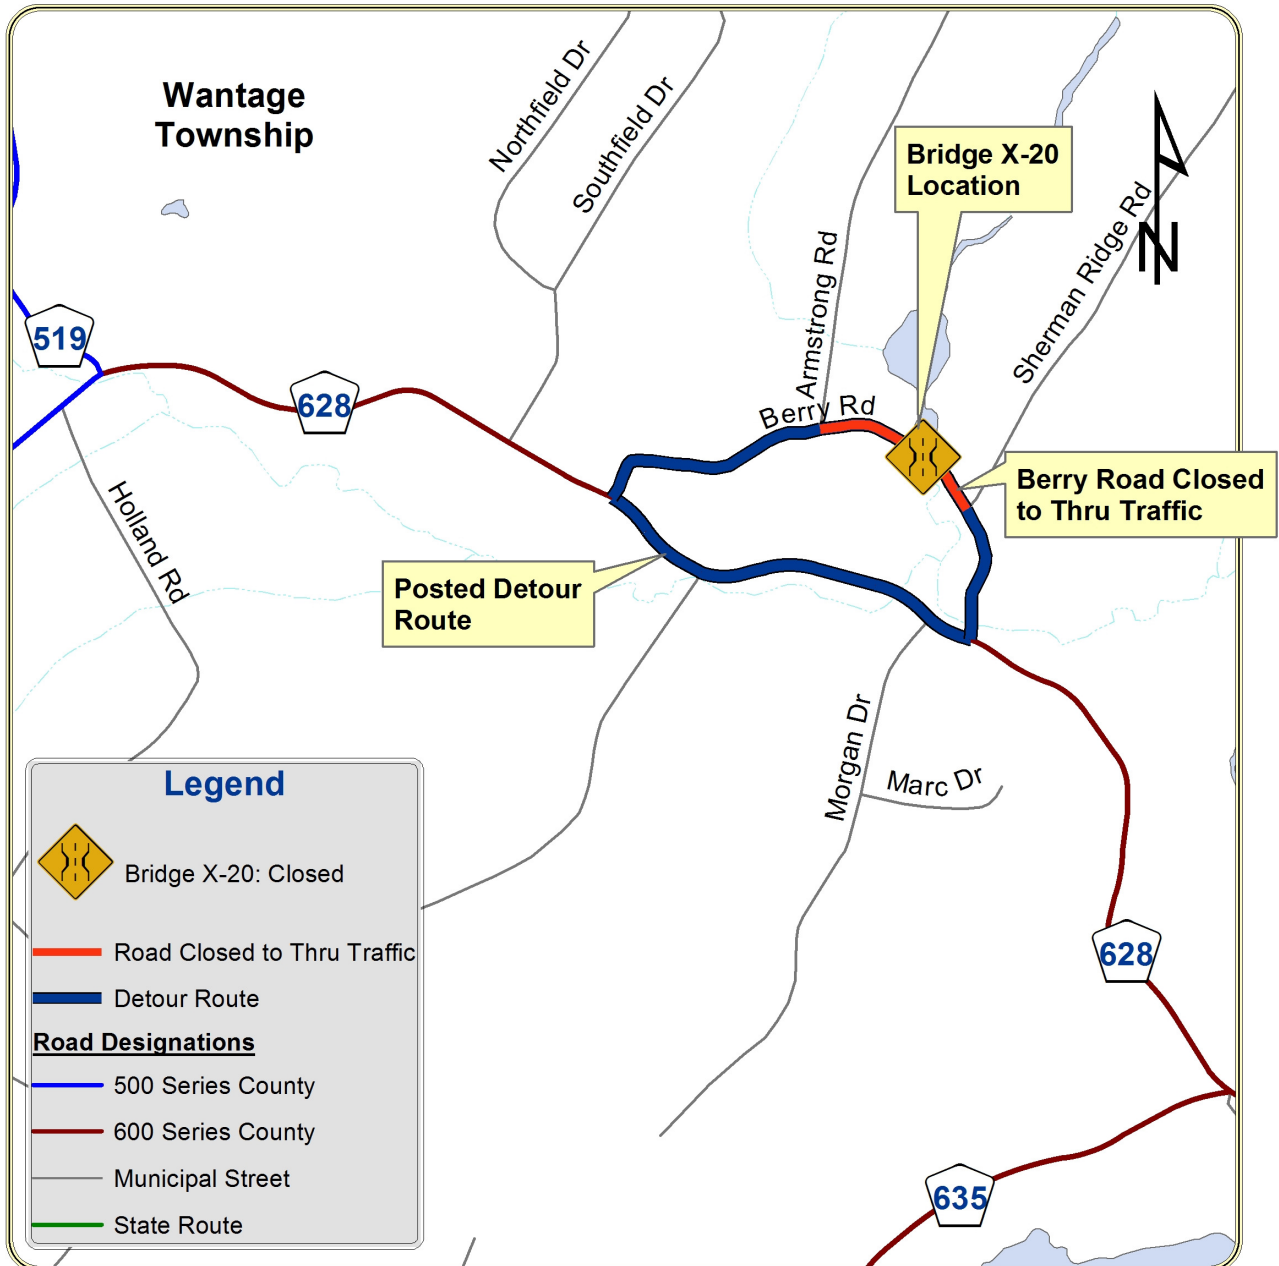 Wantage
Township
Northfield Dr
Southfield Dr
Bridge X-20
Location
N
Sherman Ridge Rd
Armstrong Rd
519
628
Berry Rd
Berry Road Closed
to Thru Traffic
Holland Rd
Posted Detour
Route
Morgan Dr
Marc Dr
628
635
Legend
Bridge X-20: Closed
Road Closed to Thru Traffic
Detour Route
Road Designations
500 Series County
600 Series County
Municipal Street
State Route